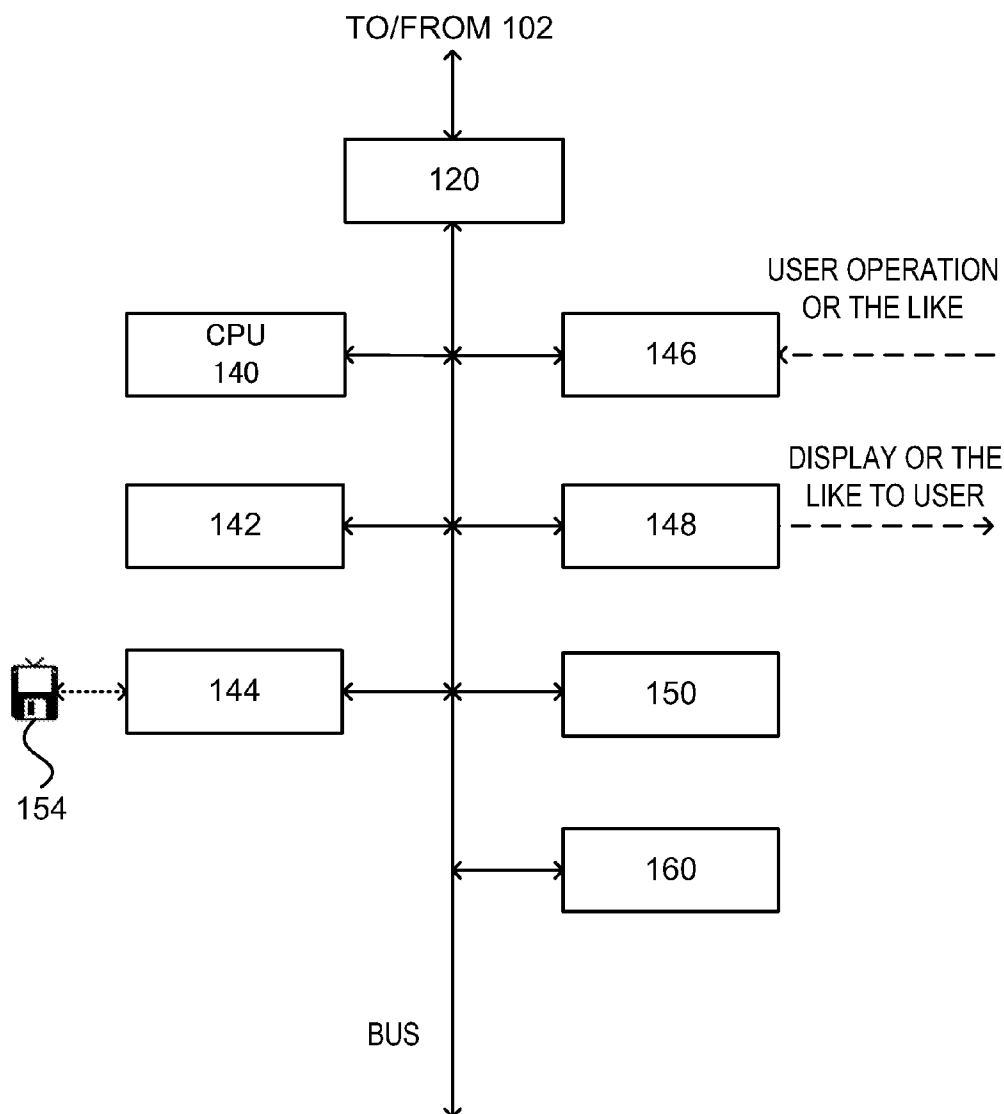 TO/FROM 102
120
USER OPERATION
OR THE LIKE
CPU
140
146
DISPLAY OR THE
LIKE TO USER
142
148
144
150
154
160
BUS